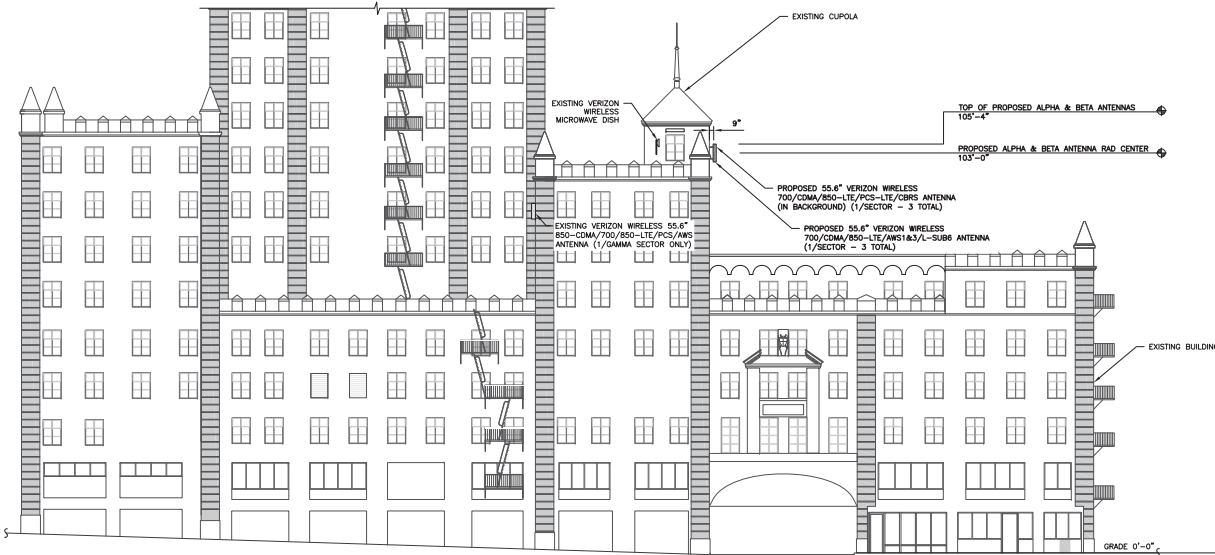 EXISTING CUPOLA
EXISTING VERIZON
WIRELESS
MICROWAVE DISH
9"
TOP OF PROPOSED ALPHA & BETA ANTENNAS
105'-4"
PROPOSED ALPHA & BETA ANTENNA RAD CENTER
103'-0"
PROPOSED 55.6" VERIZON WIRELESS
700/CDMA/850-LTE/PCS-LTE/CBRS ANTENNA
(IN BACKGROUND) (1/SECTOR - 3 TOTAL)
EXISTING VERIZON WIRELESS 55.6"
850-CDMA/700/850-LTE/PCS/AWS
ANTENNA (1/GAMMA SECTOR ONLY)
PROPOSED 55.6" VERIZON WIRELESS
700/CDMA/850-LTE/AWS1&3/L-SUB6 ANTENNA
(1/SECTOR - 3 TOTAL)
EXISTING BUILDING
GRADE 0'-0"